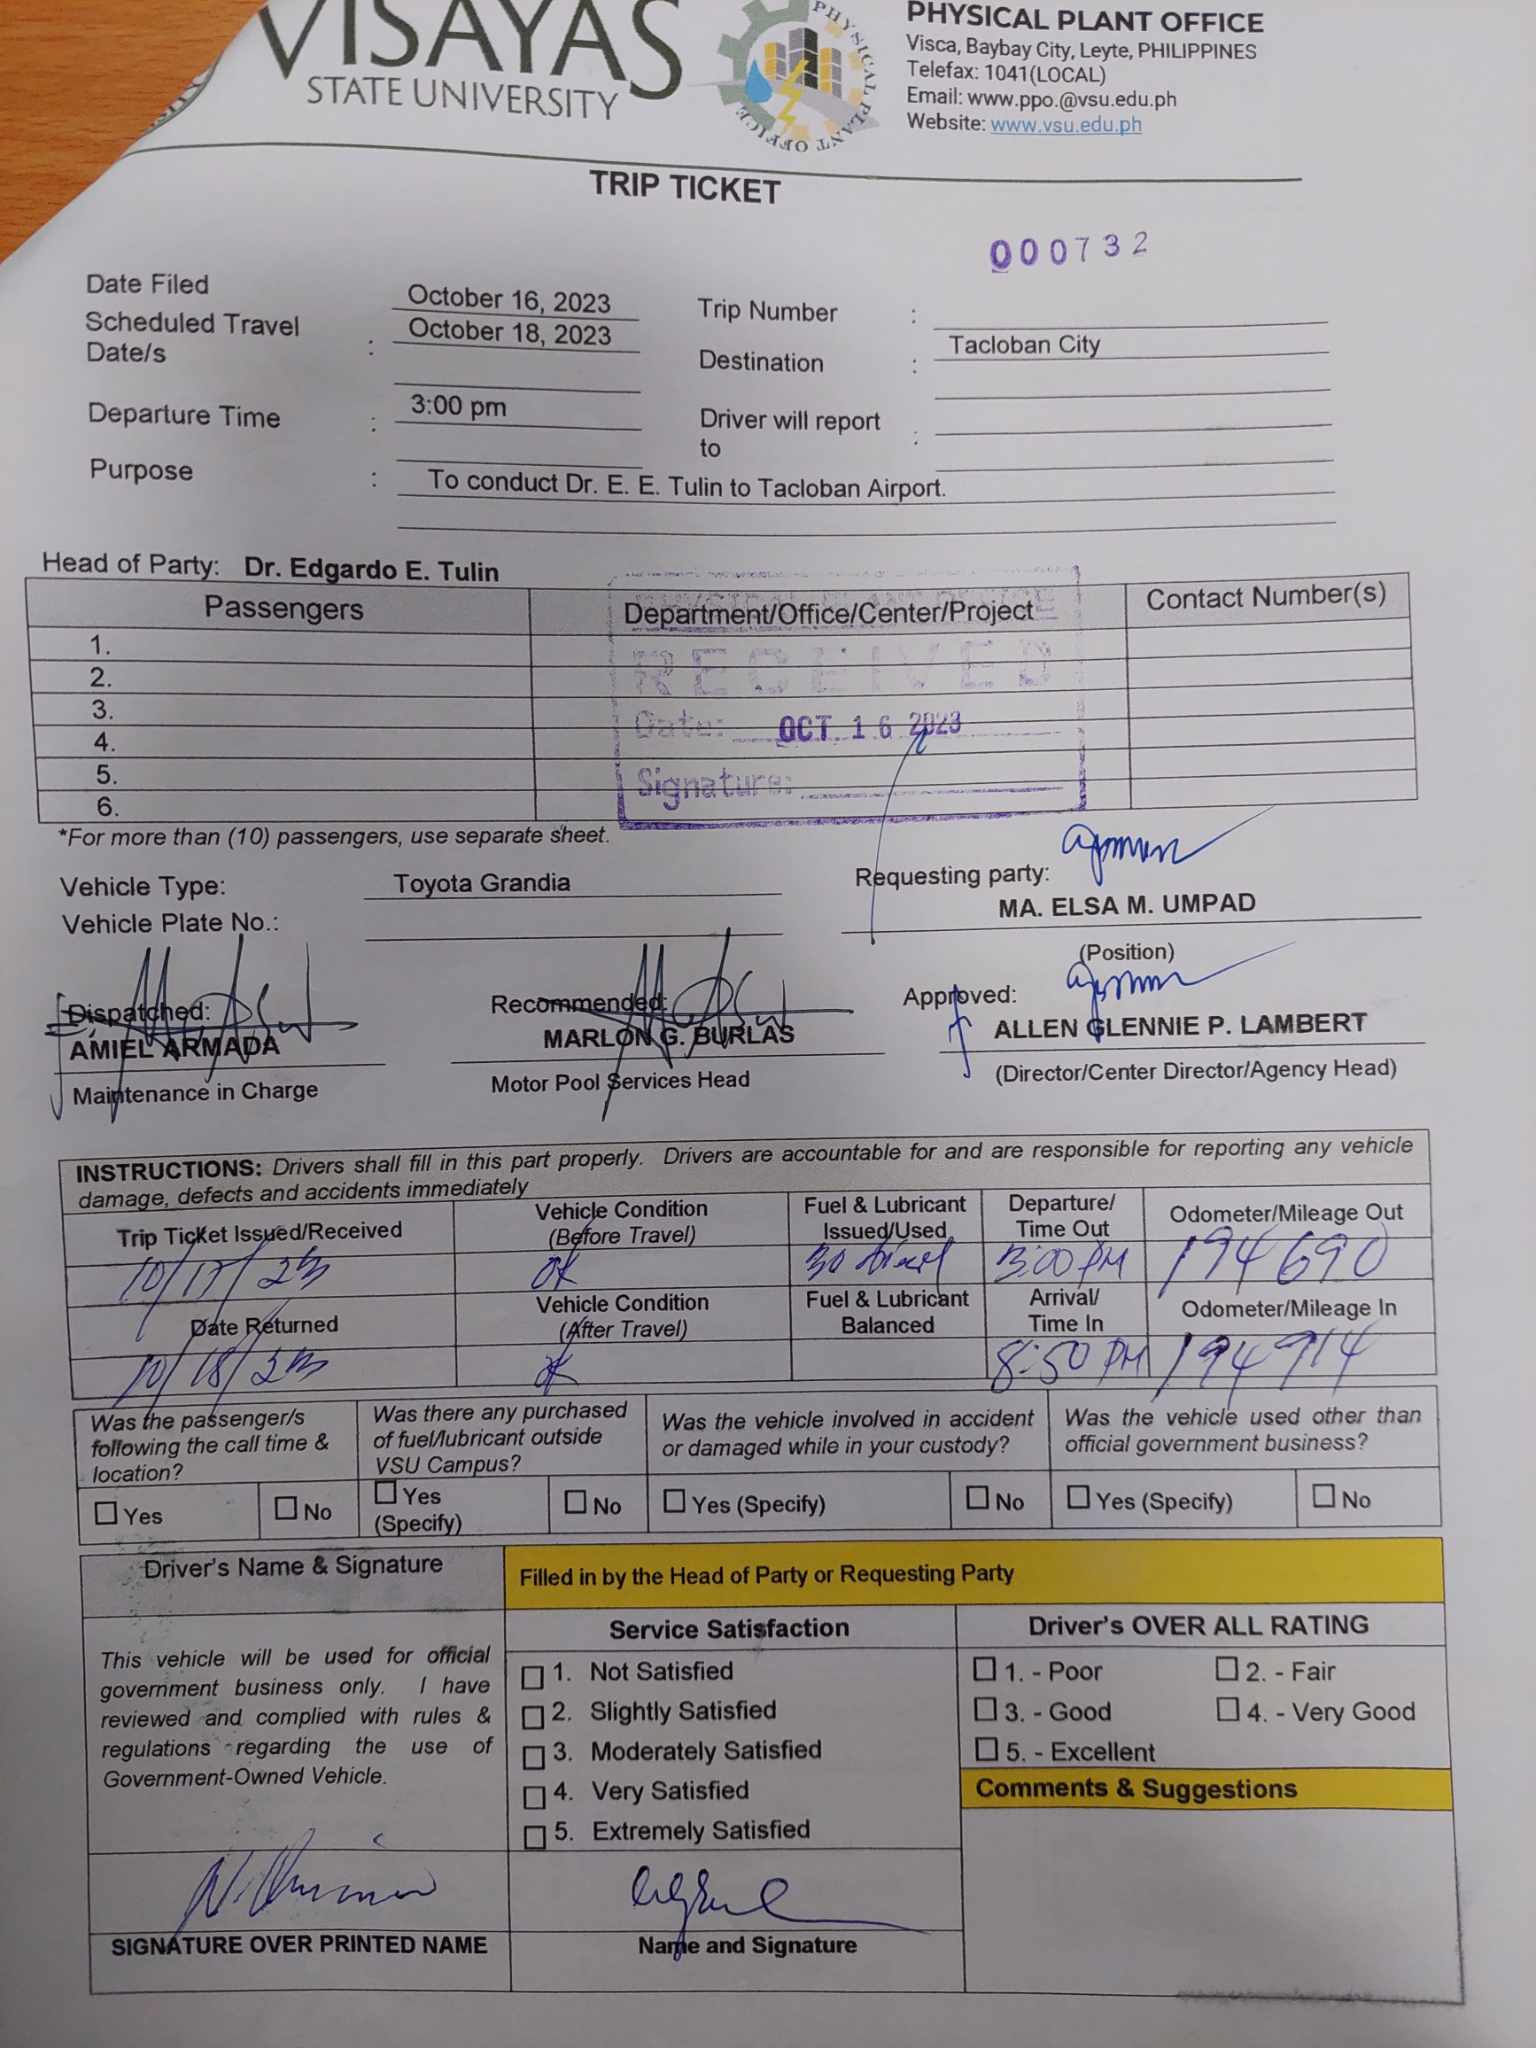 VISAYAS
STATE UNIVERSITY
PHYSICAL PLANT OFFICE
PHYSICAL PLANT OFFICE
Visca, Baybay City, Leyte, PHILIPPINES
Telefax: 1041(LOCAL)
Email: www.ppo.@vsu.edu.ph
Website: www.vsu.edu.ph
TRIP TICKET
000732
Date Filed October 16, 2023 Trip Number :
Scheduled Travel Date/s : October 18, 2023 Destination : Tacloban City
Departure Time : 3:00 pm Driver will report to :
Purpose : To conduct Dr. E. E. Tulin to Tacloban Airport.
Head of Party: Dr. Edgardo E. Tulin
Passengers Department/Office/Center/Project Contact Number(s)
1.
2.
3.
4.
5.
6.
PHYSICAL PLANT OFFICE
RECEIVED
Date: OCT. 16 2023
Signature:
*For more than (10) passengers, use separate sheet.
Vehicle Type: Toyota Grandia Requesting party:
Vehicle Plate No.: MA. ELSA M. UMPAD
(Position)
Dispatched: Recommended: Approved:
AMIEL ARMADA MARLON G. BURLAS ALLEN GLENNIE P. LAMBERT
Maintenance in Charge Motor Pool Services Head (Director/Center Director/Agency Head)
INSTRUCTIONS: Drivers shall fill in this part properly. Drivers are accountable for and are responsible for reporting any vehicle
damage, defects and accidents immediately
Trip Ticket Issued/Received Vehicle Condition (Before Travel) Fuel & Lubricant Issued/Used Departure/ Time Out Odometer/Mileage Out
10/17/23 OK 30 diesel 3:00 PM 194690
Date Returned Vehicle Condition (After Travel) Fuel & Lubricant Balanced Arrival/ Time In Odometer/Mileage In
10/18/23 OK 8:50 PM 194914
Was the passenger/s following the call time & location? Was there any purchased of fuel/lubricant outside VSU Campus? Was the vehicle involved in accident or damaged while in your custody? Was the vehicle used other than official government business?
Yes No Yes (Specify) No Yes (Specify) No Yes (Specify) No
Driver's Name & Signature Filled in by the Head of Party or Requesting Party
Service Satisfaction Driver's OVER ALL RATING
This vehicle will be used for official
government business only. I have
reviewed and complied with rules &
regulations regarding the use of
Government-Owned Vehicle.
1. Not Satisfied
2. Slightly Satisfied
3. Moderately Satisfied
4. Very Satisfied
5. Extremely Satisfied
1. - Poor 2. - Fair
3. - Good 4. - Very Good
5. - Excellent
Comments & Suggestions
SIGNATURE OVER PRINTED NAME Name and Signature